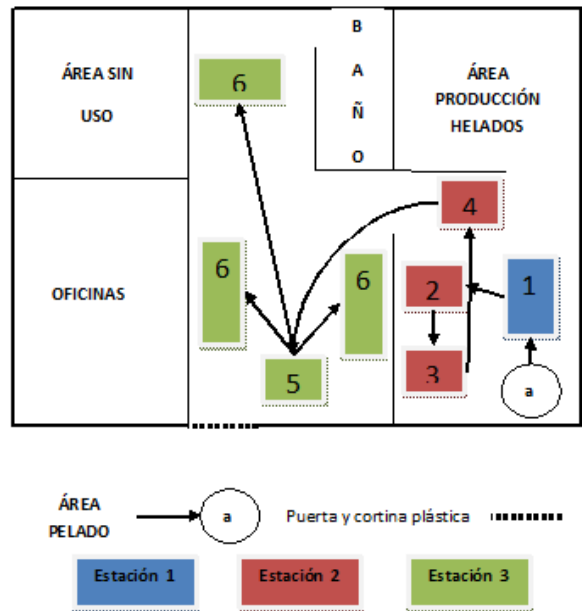 ÁREA SIN
USO
B
A
Ñ
O
ÁREA
PRODUCCIÓN
HELADOS
6
4
OFICINAS
6
6
2
1
5
3
a
ÁREA
PELADO
a
Puerta y cortina plástica
Estación 1
Estación 2
Estación 3